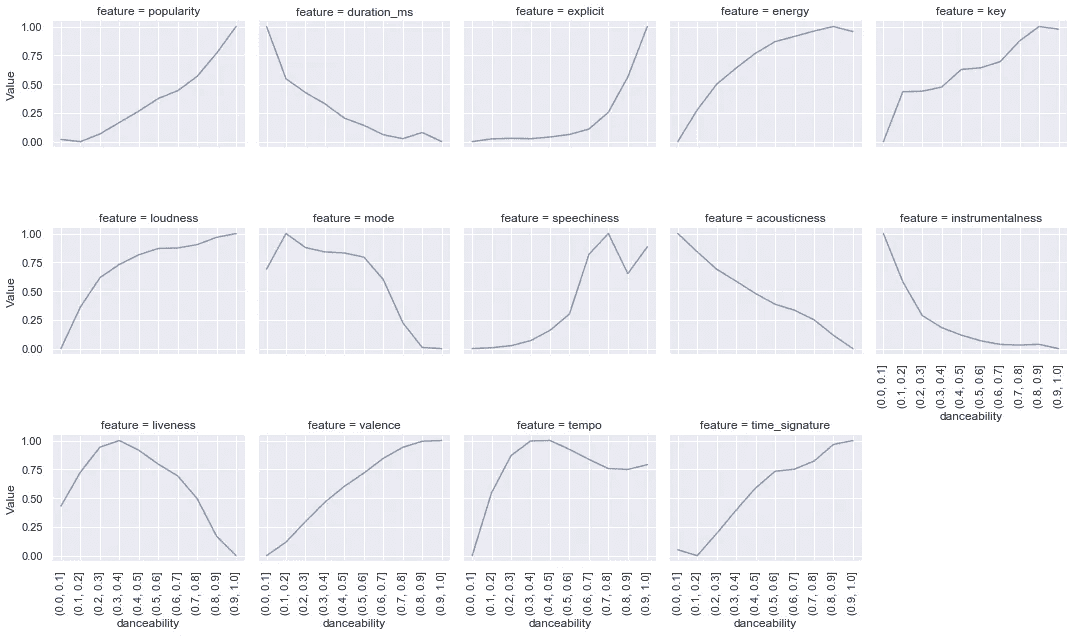 feature = popularity
feature = duration_ms
feature = explicit
feature = energy
feature = key
1.00
0.75
0.50
0.25
0.00
Value
feature = loudness
feature = mode
feature = speechiness
feature = acousticness
feature = instrumentalness
1.00
0.75
0.50
0.25
0.00
Value
(0.0, 0.1]
(0.1, 0.2]
(0.2, 0.3]
(0.3, 0.4]
(0.4, 0.5]
(0.5, 0.6]
(0.6, 0.7]
(0.7, 0.8]
(0.8, 0.9]
(0.9, 1.0]
danceability
feature = liveness
feature = valence
feature = tempo
feature = time_signature
1.00
0.75
0.50
0.25
0.00
Value
(0.0, 0.1]
(0.1, 0.2]
(0.2, 0.3]
(0.3, 0.4]
(0.4, 0.5]
(0.5, 0.6]
(0.6, 0.7]
(0.7, 0.8]
(0.8, 0.9]
(0.9, 1.0]
danceability
(0.0, 0.1]
(0.1, 0.2]
(0.2, 0.3]
(0.3, 0.4]
(0.4, 0.5]
(0.5, 0.6]
(0.6, 0.7]
(0.7, 0.8]
(0.8, 0.9]
(0.9, 1.0]
danceability
(0.0, 0.1]
(0.1, 0.2]
(0.2, 0.3]
(0.3, 0.4]
(0.4, 0.5]
(0.5, 0.6]
(0.6, 0.7]
(0.7, 0.8]
(0.8, 0.9]
(0.9, 1.0]
danceability
(0.0, 0.1]
(0.1, 0.2]
(0.2, 0.3]
(0.3, 0.4]
(0.4, 0.5]
(0.5, 0.6]
(0.6, 0.7]
(0.7, 0.8]
(0.8, 0.9]
(0.9, 1.0]
danceability